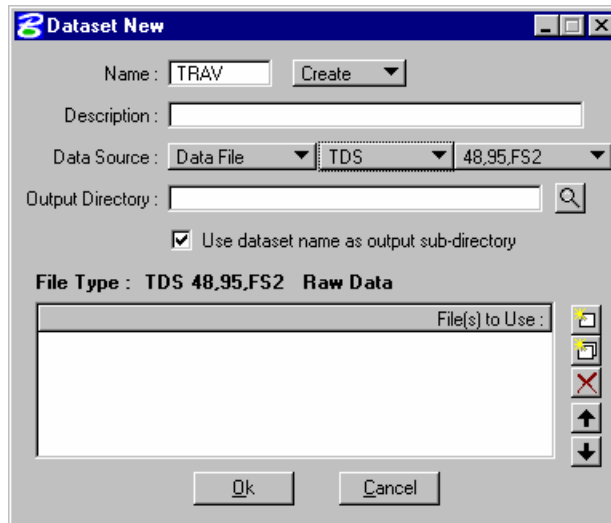 Dataset New
Name : TRAV Create
Description :
Data Source : Data File TDS 48,95,FS2
Output Directory :
Use dataset name as output sub-directory
File Type : TDS 48,95,FS2 Raw Data
File(s) to Use :
Ok Cancel